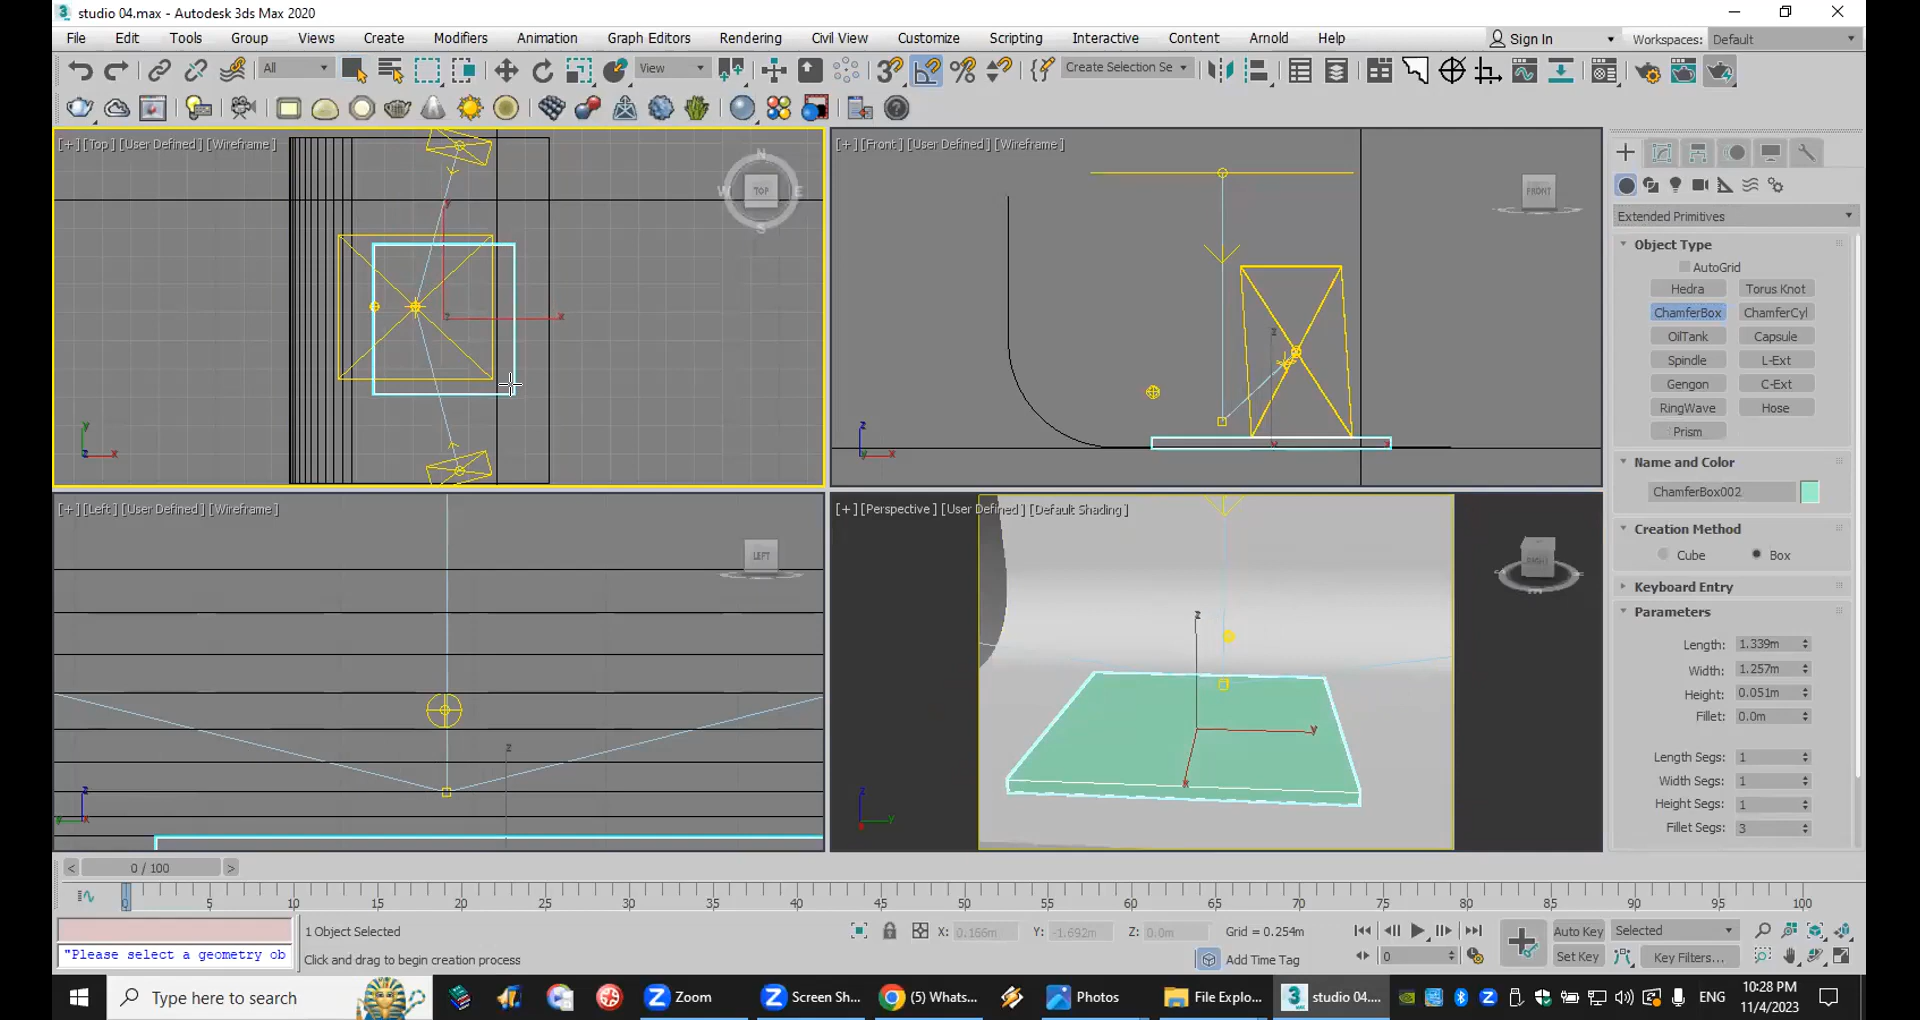 studio 04.max - Autodesk 3ds Max 2020
File Edit Tools Group Views Create Modifiers Animation Graph Editors Rendering Civil View Customize Scripting Interactive Content Arnold Help Sign In Workspaces: Default
All View Create Selection Se
[+] [Top ] [User Defined ] [Wireframe ]
TOP
N
W
E
S
y
x
z
y
z
x
[+] [Front ] [User Defined ] [Wireframe ]
FRONT
z
x
z
y
x
[+] [Left ] [User Defined ] [Wireframe ]
LEFT
z
z
y
x
[+] [Perspective ] [User Defined ] [Default Shading ]
RIGHT
z
y
x
z
y
Extended Primitives
Object Type
AutoGrid
Hedra Torus Knot
ChamferBox ChamferCyl
OilTank Capsule
Spindle L-Ext
Gengon C-Ext
RingWave Hose
Prism
Name and Color
ChamferBox002
Creation Method
Cube Box
Keyboard Entry
Parameters
Length: 1.339m
Width: 1.257m
Height: 0.051m
Fillet: 0.0m
Length Segs: 1
Width Segs: 1
Height Segs: 1
Fillet Segs: 3
< 0 / 100 >
0 5 10 15 20 25 30 35 40 45 50 55 60 65 70 75 80 85 90 95 100
1 Object Selected X: 0.166m Y: -1.692m Z: 0.0m Grid = 0.254m Auto Key Selected
"Please select a geometry ob Click and drag to begin creation process Add Time Tag 0 Set Key Key Filters...
Type here to search Zoom Screen Sh... (5) Whats... Photos File Explo... studio 04.... ENG 10:28 PM
11/4/2023